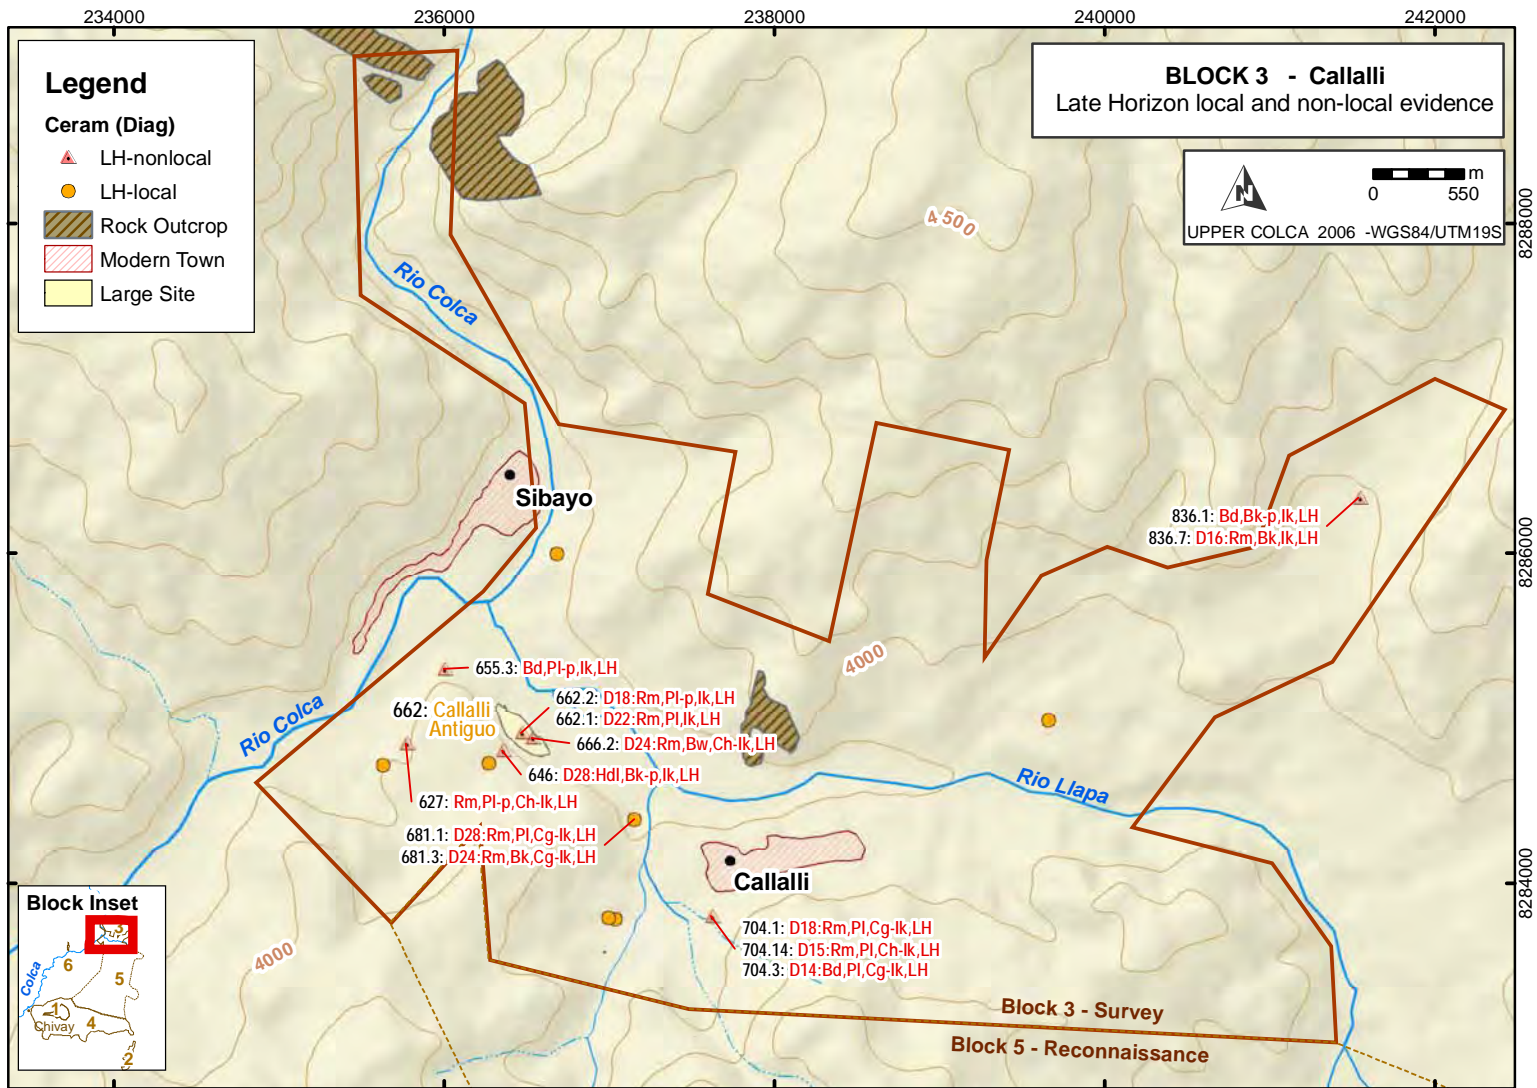 234000
236000
238000
240000
242000
Legend
Ceram (Diag)
LH-nonlocal
LH-local
Rock Outcrop
Modern Town
Large Site
BLOCK 3 - Callalli
Late Horizon local and non-local evidence
N
m
0 550
UPPER COLCA 2006 -WGS84/UTM19S
8288000
8286000
8284000
4500
Rio Colca
Sibayo
836.1: Bd,Bk-p,Ik,LH
836.7: D16:Rm,Bk,Ik,LH
4000
655.3: Bd,Pl-p,Ik,LH
662.2: D18:Rm,Pl-p,Ik,LH
662: Callalli
Antiguo
662.1: D22:Rm,Pl,Ik,LH
666.2: D24:Rm,Bw,Ch-Ik,LH
Rio Colca
646: D28:Hdl,Bk-p,Ik,LH
627: Rm,Pl-p,Ch-Ik,LH
Rio Llapa
681.1: D28:Rm,Pl,Cg-Ik,LH
681.3: D24:Rm,Bk,Cg-Ik,LH
Callalli
704.1: D18:Rm,Pl,Cg-Ik,LH
704.14: D15:Rm,Pl,Ch-Ik,LH
704.3: D14:Bd,Pl,Cg-Ik,LH
4000
Block 3 - Survey
Block 5 - Reconnaissance
Block Inset
3
6
5
Colca
1
Chivay
4
2